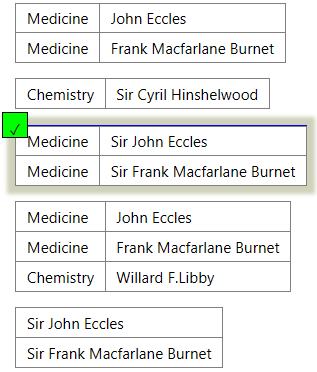 Medicine John Eccles
Medicine Frank Macfarlane Burnet
Chemistry Sir Cyril Hinshelwood
✓
Medicine Sir John Eccles
Medicine Sir Frank Macfarlane Burnet
Medicine John Eccles
Medicine Frank Macfarlane Burnet
Chemistry Willard F.Libby
Sir John Eccles
Sir Frank Macfarlane Burnet